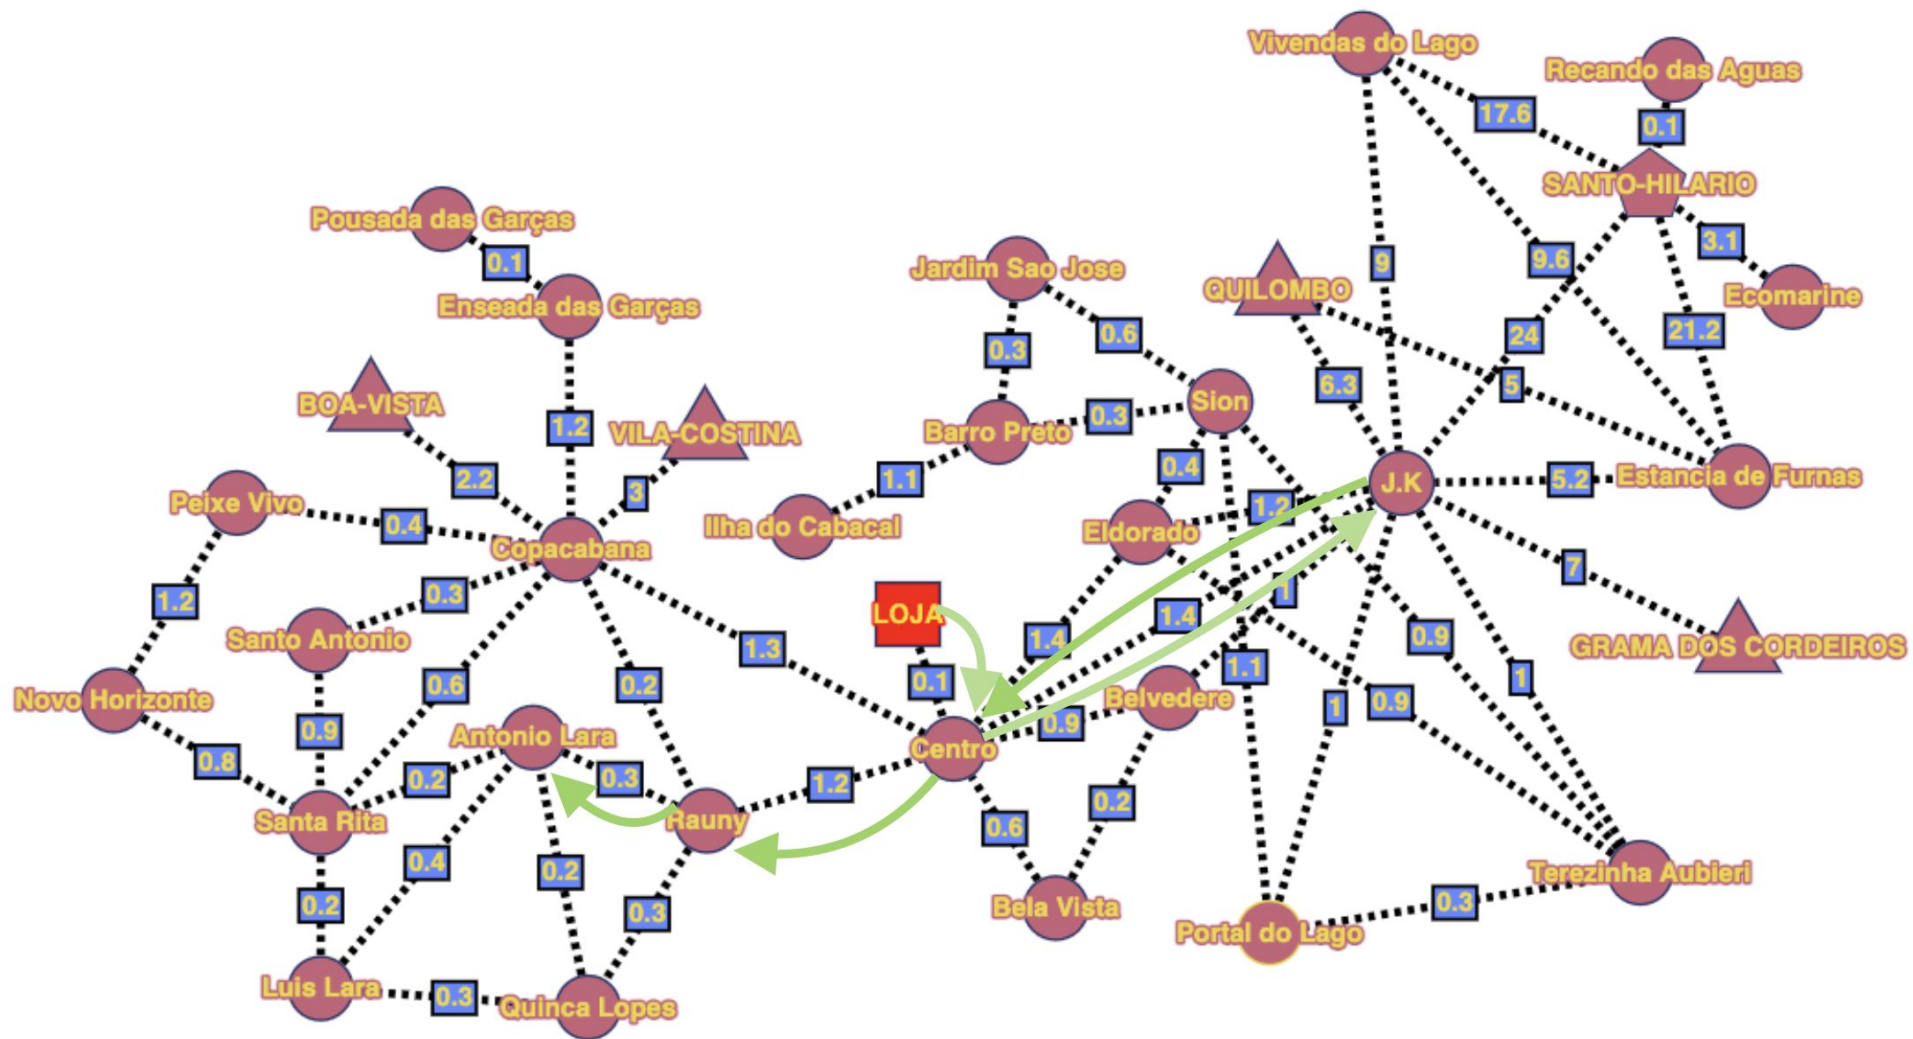 Vivendas do Lago
Recando das Aguas
17.6
0.1
SANTO-HILARIO
Pousada das Garças
3.1
0.1
Jardim Sao Jose
9
9.6
QUILOMBO
Ecomarine
Enseada das Garças
0.6
24
21.2
0.3
6.3
5
BOA-VISTA
Sion
0.3
1.2
VILA-COSTINA
Barro Preto
0.4
2.2
1.1
J.K
5.2
Estancia de Furnas
3
Peixe Vivo
1.2
0.4
Ilha do Cabacal
Eldorado
Copacabana
7
1
0.3
1.2
LOJA
1.4
Santo Antonio
1.4
0.9
GRAMA DOS CORDEIROS
1.3
1.1
1
0.6
0.2
0.1
Novo Horizonte
Belvedere
1
0.9
0.9
0.9
Antonio Lara
Centro
0.8
0.2
0.3
1.2
0.2
Santa Rita
Rauny
0.6
0.4
0.2
Terezinha Aubieri
0.2
0.3
Bela Vista
0.3
Portal do Lago
Luis Lara
0.3
Quinca Lopes